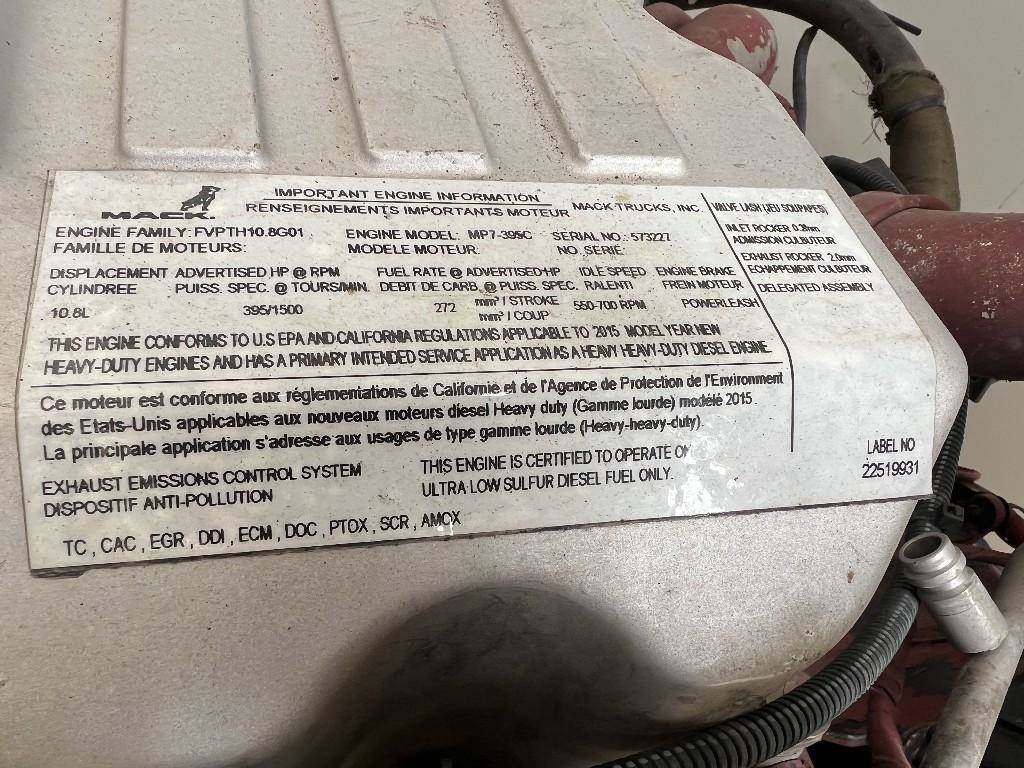 IMPORTANT ENGINE INFORMATION
MACK. RENSEIGNEMENTS IMPORTANTS MOTEUR MACK TRUCKS, INC.
ENGINE FAMILY: FVPTH10.8G01 ENGINE MODEL: MP7-395C SERIAL NO.: 573227
FAMILLE DE MOTEURS: MODELE MOTEUR: NO SERIE:
DISPLACEMENT ADVERTISED HP @ RPM FUEL RATE @ ADVERTISED HP IDLE SPEED ENGINE BRAKE
CYLINDREE PUISS. SPEC. @ TOURS/MIN. DEBIT DE CARB. @ PUISS. SPEC. RALENTI FREIN MOTEUR
10.8L 395/1500 272 mm³ / STROKE 550-700 RPM POWERLEASH
mm³ / COUP
THIS ENGINE CONFORMS TO U.S EPA AND CALIFORNIA REGULATIONS APPLICABLE TO 2015 MODEL YEAR NEW
HEAVY-DUTY ENGINES AND HAS A PRIMARY INTENDED SERVICE APPLICATION AS A HEAVY HEAVY-DUTY DIESEL ENGINE.
Ce moteur est conforme aux réglementations de Californie et de l'Agence de Protection de l'Environment
des Etats-Unis applicables aux nouveaux moteurs diesel Heavy duty (Gamme lourde) modélé 2015.
La principale application s'adresse aux usages de type gamme lourde (Heavy-heavy-duty).
EXHAUST EMISSIONS CONTROL SYSTEM THIS ENGINE IS CERTIFIED TO OPERATE ON
DISPOSITIF ANTI-POLLUTION ULTRA LOW SULFUR DIESEL FUEL ONLY.
TC , CAC , EGR , DDI , ECM , DOC , PTOX , SCR , AMOX
VALVE LASH (JEU SOUPAPES)
INLET ROCKER 0.2mm
ADMISSION CULBUTEUR
EXHAUST ROCKER 2.0mm
ECHAPPEMENT CULBUTEUR
DELEGATED ASSEMBLY
LABEL NO
22519931